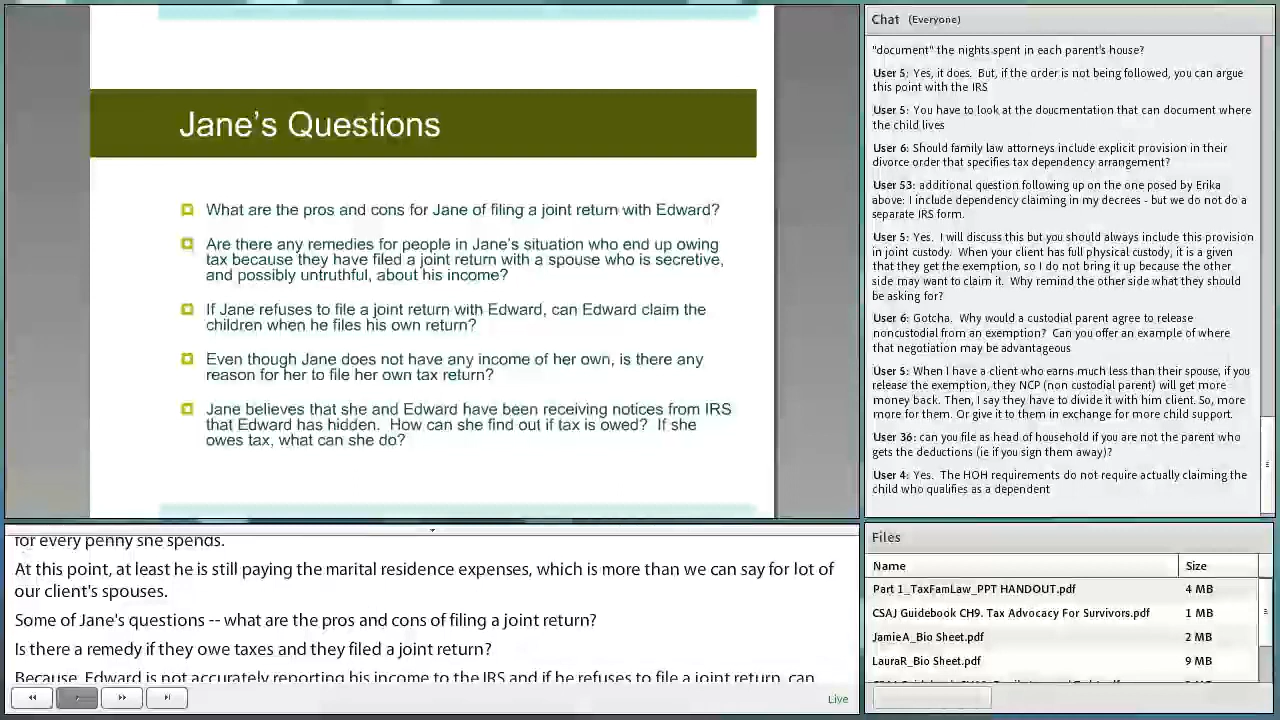 Jane's Questions
What are the pros and cons for Jane of filing a joint return with Edward?
Are there any remedies for people in Jane's situation who end up owing
tax because they have filed a joint return with a spouse who is secretive,
and possibly untruthful, about his income?
If Jane refuses to file a joint return with Edward, can Edward claim the
children when he files his own return?
Even though Jane does not have any income of her own, is there any
reason for her to file her own tax return?
Jane believes that she and Edward have been receiving notices from IRS
that Edward has hidden. How can she find out if tax is owed? If she
owes tax, what can she do?
for every penny she spends.
At this point, at least he is still paying the marital residence expenses, which is more than we can say for lot of
our client's spouses.
Some of Jane's questions -- what are the pros and cons of filing a joint return?
Is there a remedy if they owe taxes and they filed a joint return?
Because, Edward is not accurately reporting his income to the IRS and if he refuses to file a joint return, can
Live
Chat (Everyone)
"document" the nights spent in each parent's house?
User 5: Yes, it does. But, if the order is not being followed, you can argue
this point with the IRS
User 5: You have to look at the doucmentation that can document where
the child lives
User 6: Should family law attorneys include explicit provision in their
divorce order that specifies tax dependency arrangement?
User 53: additional question following up on the one posed by Erika
above: I include dependency claiming in my decrees - but we do not do a
separate IRS form.
User 5: Yes. I will discuss this but you should always include this provision
in joint custody. When your client has full physical custody, it is a given
that they get the exemption, so I do not bring it up because the other
side may want to claim it. Why remind the other side what they should
be asking for?
User 6: Gotcha. Why would a custodial parent agree to release
noncustodial from an exemption? Can you offer an example of where
that negotiation may be advantageous
User 5: When I have a client who earns much less than their spouse, if you
release the exemption, they NCP (non custodial parent) will get more
money back. Then, I say they have to divide it with him client. So, more
more for them. Or give it to them in exchange for more child support.
User 36: can you file as head of household if you are not the parent who
gets the deductions (ie if you sign them away)?
User 4: Yes. The HOH requirements do not require actually claiming the
child who qualifies as a dependent
Files
Name Size
Part 1_TaxFamLaw_PPT HANDOUT.pdf 4 MB
CSAJ Guidebook CH9. Tax Advocacy For Survivors.pdf 1 MB
JamieA_Bio Sheet.pdf 2 MB
LauraR_Bio Sheet.pdf 9 MB